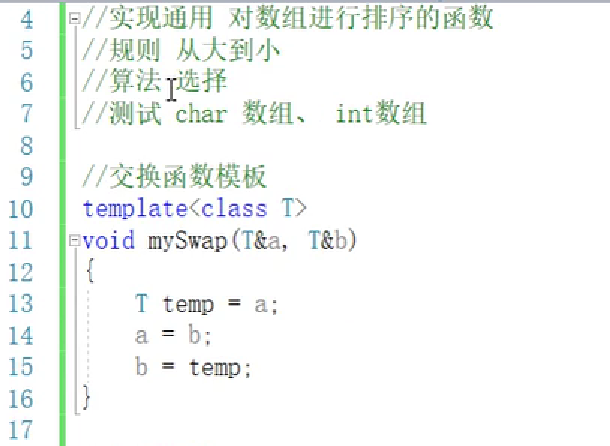 4 //实现通用 对数组进行排序的函数
5 //规则 从大到小
6 //算法 选择
7 //测试 char 数组、 int数组
8
9 //交换函数模板
10 template<class T>
11 void mySwap(T&a, T&b)
12 {
13 T temp = a;
14 a = b;
15 b = temp;
16 }
17